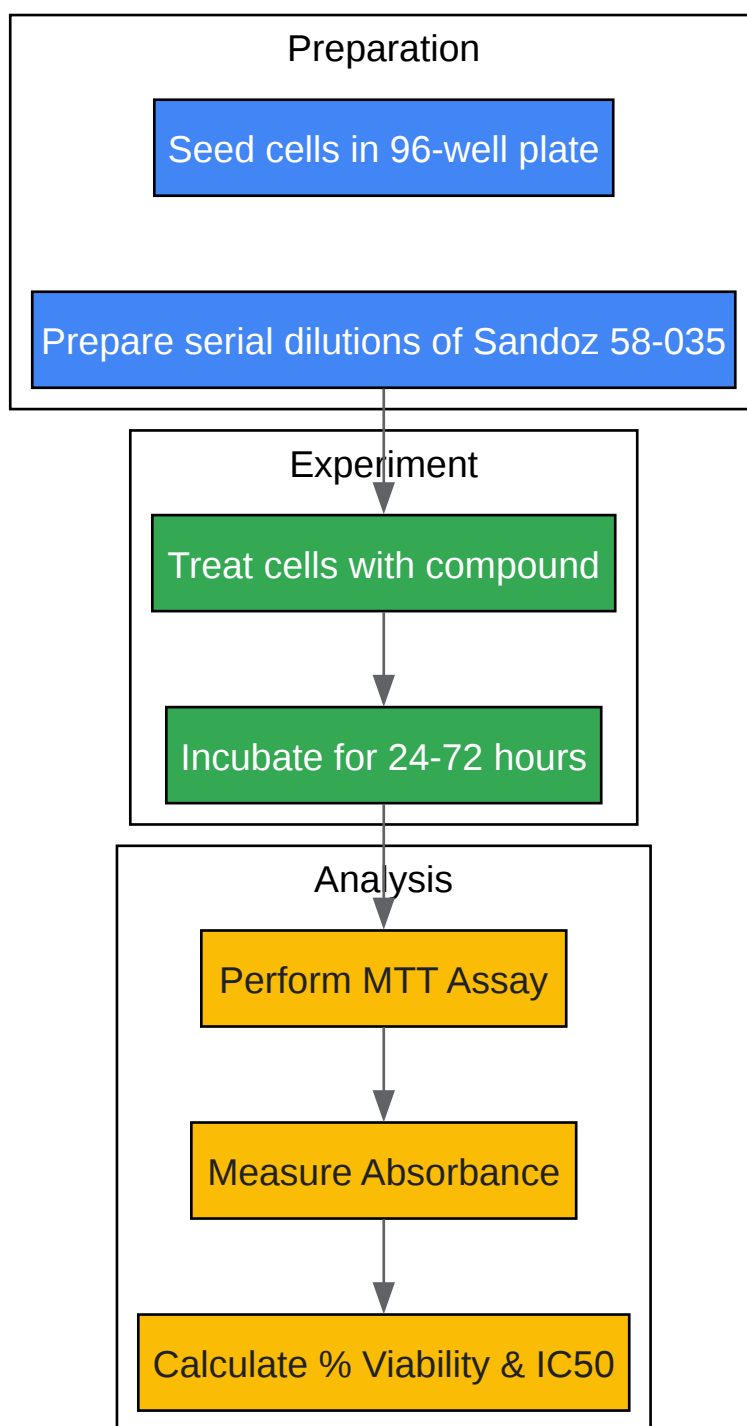 Preparation
Seed cells in 96-well plate
Prepare serial dilutions of Sandoz 58-035
Experiment
Treat cells with compound
Incubate for 24-72 hours
Analysis
Perform MTT Assay
Measure Absorbance
Calculate % Viability & IC50